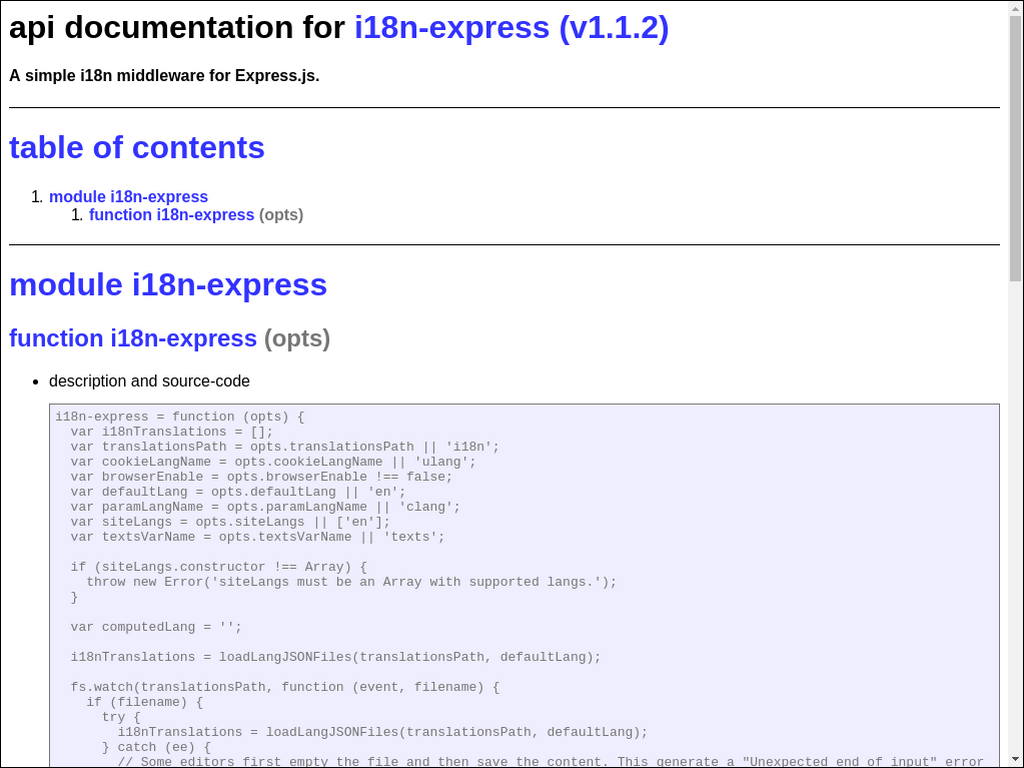 api documentation for i18n-express (v1.1.2)
A simple i18n middleware for Express.js.
table of contents
1. module i18n-express
1. function i18n-express (opts)
module i18n-express
function i18n-express (opts)
• description and source-code
i18n-express = function (opts) {
  var i18nTranslations = [];
  var translationsPath = opts.translationsPath || 'i18n';
  var cookieLangName = opts.cookieLangName || 'ulang';
  var browserEnable = opts.browserEnable !== false;
  var defaultLang = opts.defaultLang || 'en';
  var paramLangName = opts.paramLangName || 'clang';
  var siteLangs = opts.siteLangs || ['en'];
  var textsVarName = opts.textsVarName || 'texts';
  if (siteLangs.constructor !== Array) {
    throw new Error('siteLangs must be an Array with supported langs.');
  }
  var computedLang = '';
  i18nTranslations = loadLangJSONFiles(translationsPath, defaultLang);
  fs.watch(translationsPath, function (event, filename) {
    if (filename) {
      try {
        i18nTranslations = loadLangJSONFiles(translationsPath, defaultLang);
      } catch (ee) {
        // Some editors first empty the file and then save the content. This generate a "Unexpected end of input" error